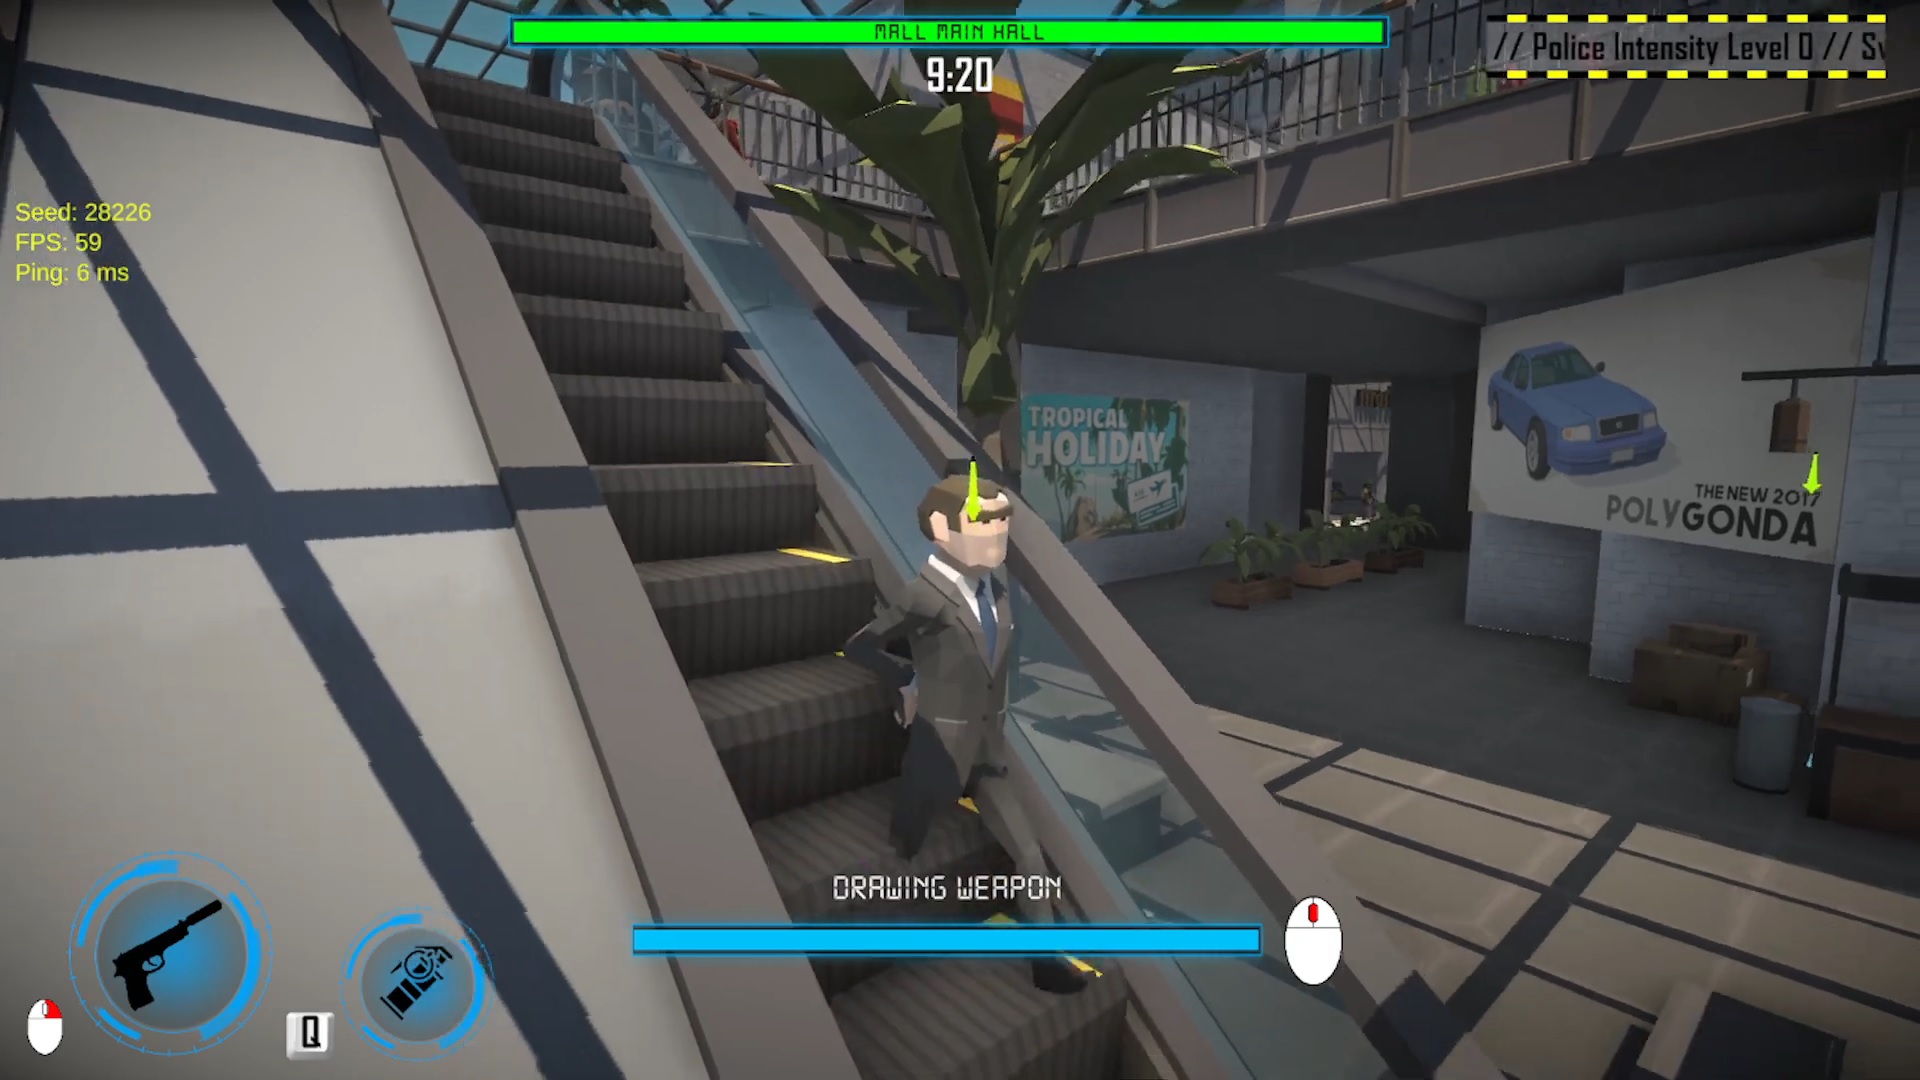 MALL MAIN HALL
9:20
// Police Intensity Level 0 // Sw
Seed: 28226
FPS: 59
Ping: 6 ms
TROPICAL
HOLIDAY
THE NEW 2017
POLYGONDA
DRAWING WEAPON
Q